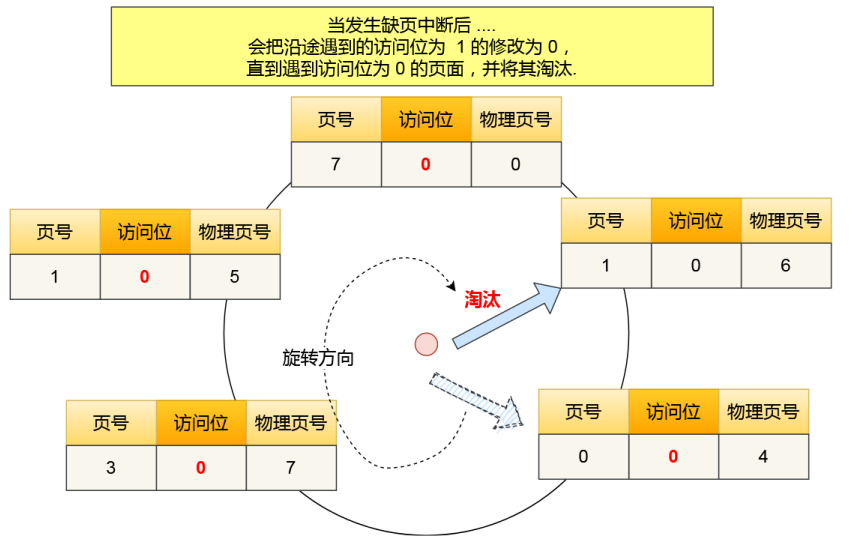 当发生缺页中断后 ....
会把沿途遇到的访问位为 1 的修改为 0，
直到遇到访问位为 0 的页面，并将其淘汰.
页号 访问位 物理页号
7 0 0
页号 访问位 物理页号
1 0 5
页号 访问位 物理页号
1 0 6
淘汰
旋转方向
页号 访问位 物理页号
3 0 7
页号 访问位 物理页号
0 0 4